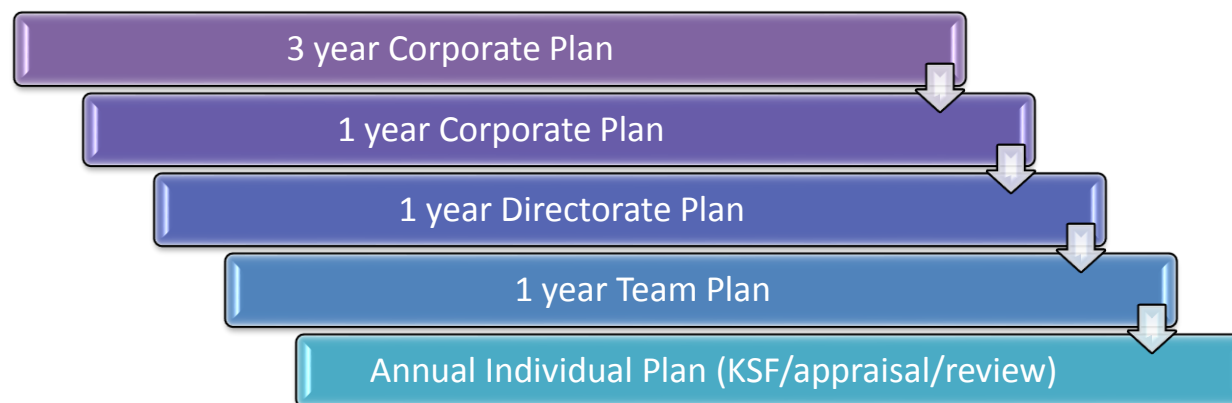 3 year Corporate Plan
1 year Corporate Plan
1 year Directorate Plan
1 year Team Plan
Annual Individual Plan (KSF/appraisal/review)